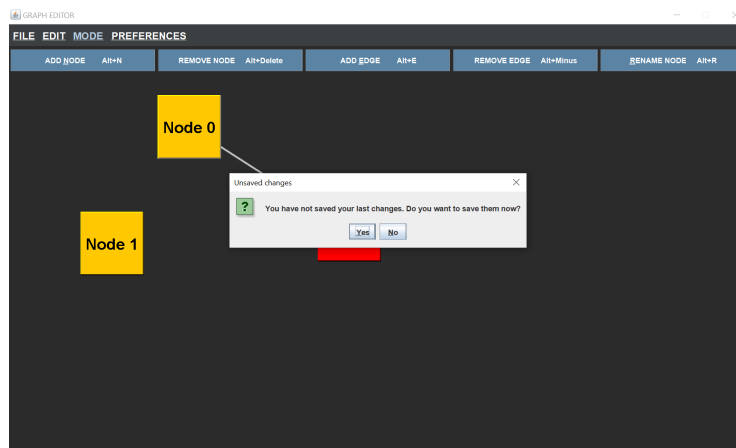 GRAPH EDITOR
FILE EDIT MODE PREFERENCES
ADD NODE Alt+N REMOVE NODE Alt+Delete ADD EDGE Alt+E REMOVE EDGE Alt+Minus RENAME NODE Alt+R
Node 0
Unsaved changes
? You have not saved your last changes. Do you want to save them now?
Yes No
Node 1